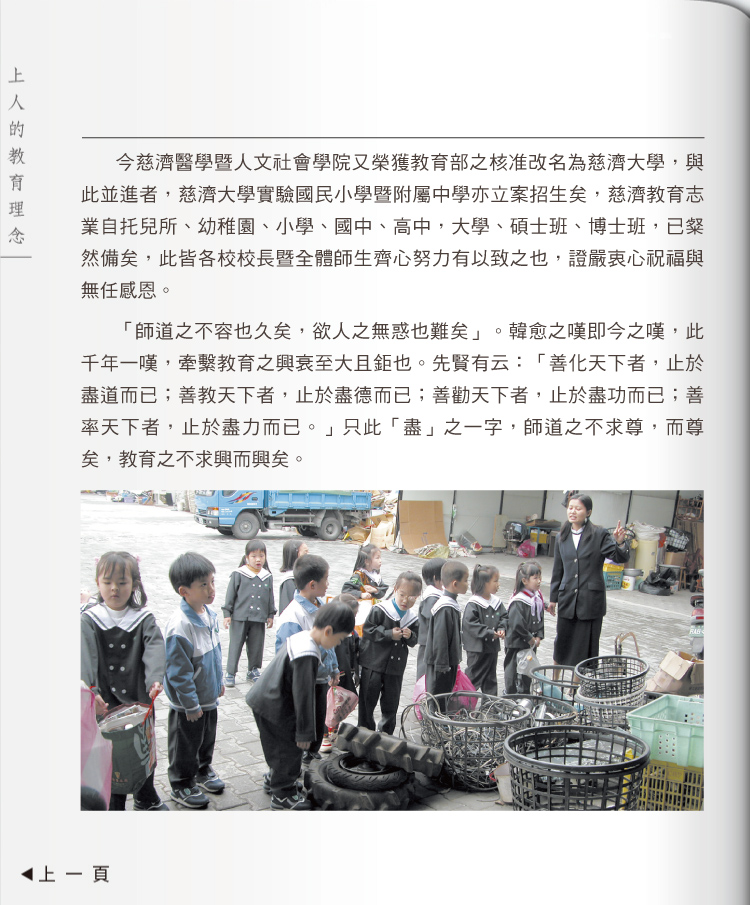 上人的教育理念
今慈濟醫學暨人文社會學院又榮獲教育部之核准改名為慈濟大學，與
此並進者，慈濟大學實驗國民小學暨附屬中學亦立案招生矣，慈濟教育志
業自托兒所、幼稚園、小學、國中、高中，大學、碩士班、博士班，已粲
然備矣，此皆各校校長暨全體師生齊心努力有以致之也，證嚴衷心祝福與
無任感恩。
「師道之不容也久矣，欲人之無惑也難矣」。韓愈之嘆即今之嘆，此
千年一嘆，牽繫教育之興衰至大且鉅也。先賢有云：「善化天下者，止於
盡道而已；善教天下者，止於盡德而已；善勸天下者，止於盡功而已；善
率天下者，止於盡力而已。」只此「盡」之一字，師道之不求尊，而尊
矣，教育之不求興而興矣。
◀上一頁